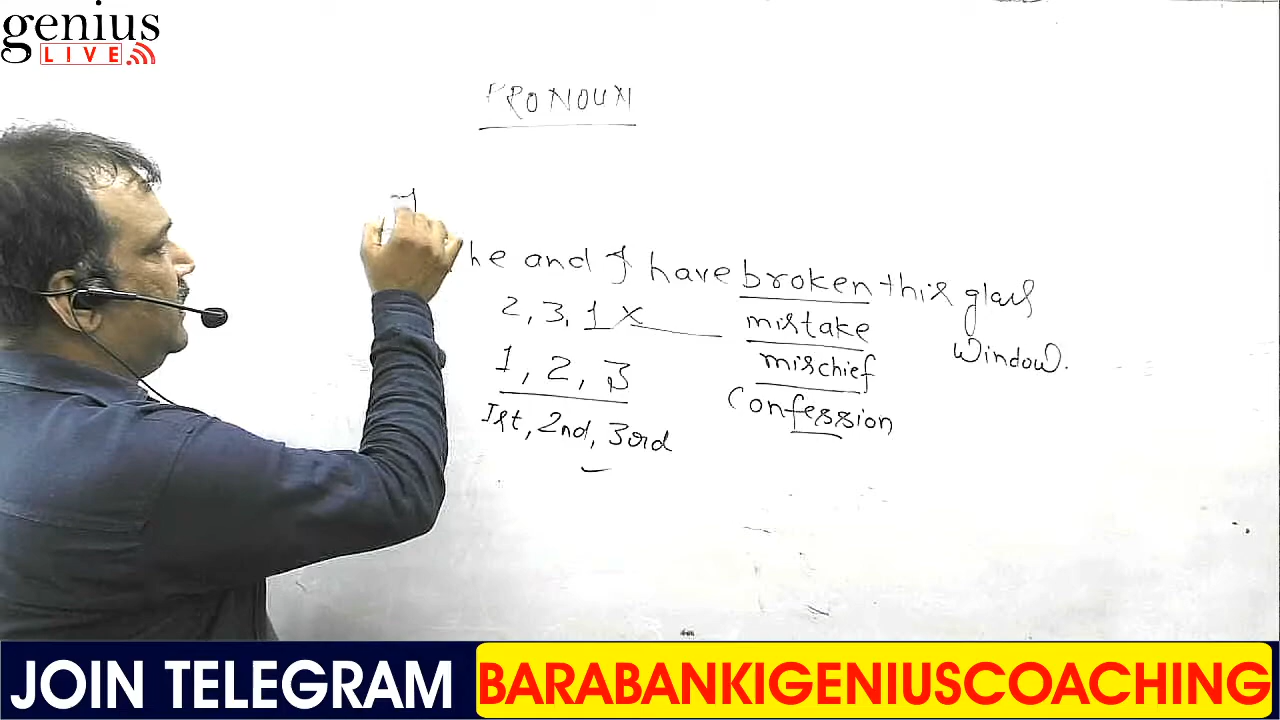 genius
LIVE
PRONOUN
he and I have broken this glass
2, 3, 1 ×
mistake
window.
mischief
1, 2, 3
Confession
Ist, 2nd, 3rd
JOIN TELEGRAM BARABANKIGENIUSCOACHING